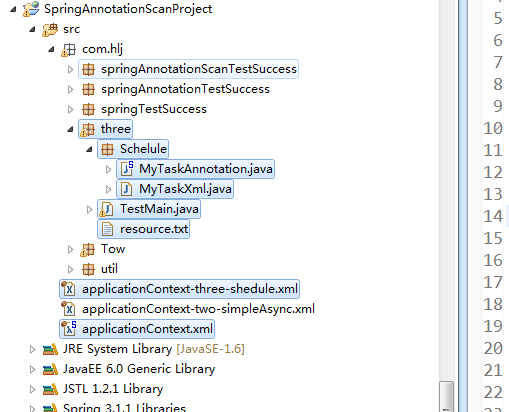 SpringAnnotationScanProject
src
com.hlj
springAnnotationScanTestSuccess
springAnnotationTestSuccess
springTestSuccess
three
Schelule
MyTaskAnnotation.java
MyTaskXml.java
TestMain.java
resource.txt
Tow
util
applicationContext-three-shedule.xml
applicationContext-two-simpleAsync.xml
applicationContext.xml
JRE System Library [JavaSE-1.6]
JavaEE 6.0 Generic Library
JSTL 1.2.1 Library
Spring 3.1.1 Libraries
4
5
6
7
8
9
10
11
12
13
14
15
16
17
18
19
20
21
22